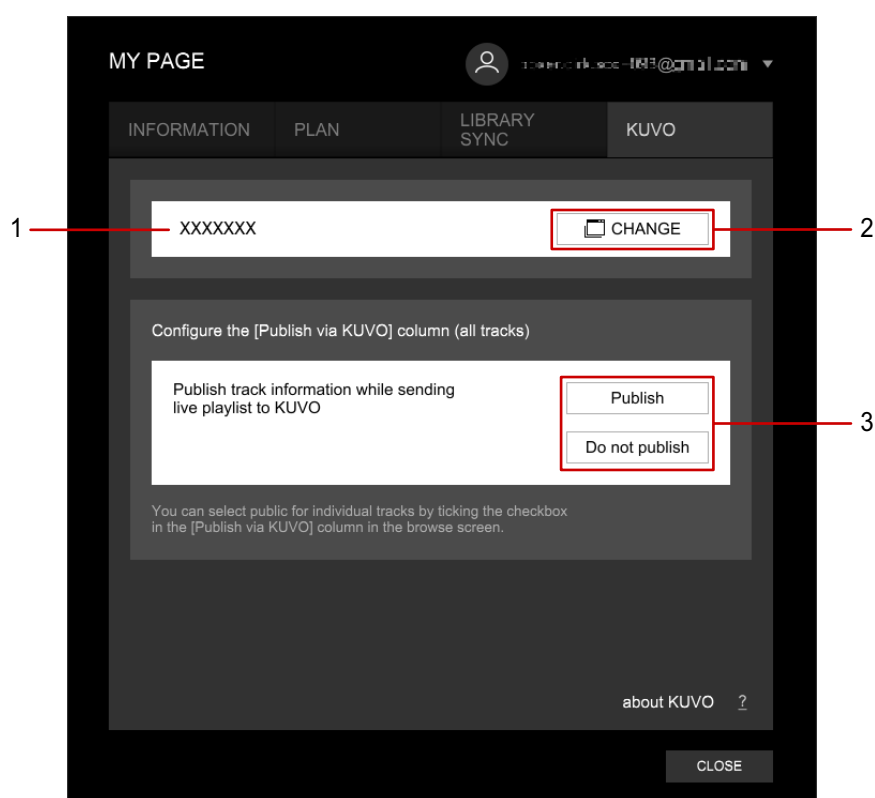 MY PAGE
@gmail.com
INFORMATION
PLAN
LIBRARY
SYNC
KUVO
1
XXXXXXX
CHANGE
2
Configure the [Publish via KUVO] column (all tracks)
Publish track information while sending
live playlist to KUVO
Publish
Do not publish
3
You can select public for individual tracks by ticking the checkbox
in the [Publish via KUVO] column in the browse screen.
about KUVO ?
CLOSE